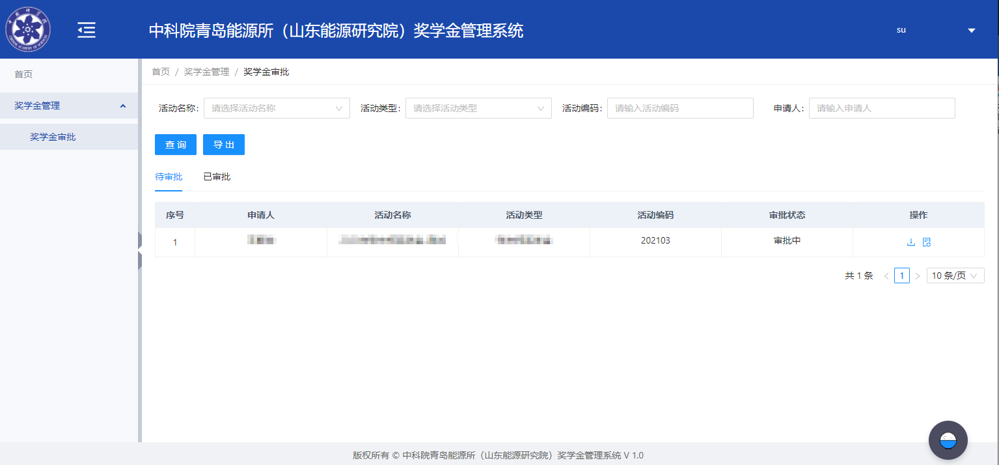 中科院青岛能源所（山东能源研究院）奖学金管理系统
su
首页
奖学金管理
奖学金审批
首页 / 奖学金管理 / 奖学金审批
活动名称: 请选择活动名称 活动类型: 请选择活动类型 活动编码: 请输入活动编码 申请人: 请输入申请人
查 询 导 出
待审批 已审批
序号 申请人 活动名称 活动类型 活动编码 审批状态 操作
1 202103 审批中
共 1 条 < 1 > 10 条/页
版权所有 © 中科院青岛能源所（山东能源研究院）奖学金管理系统 V 1.0